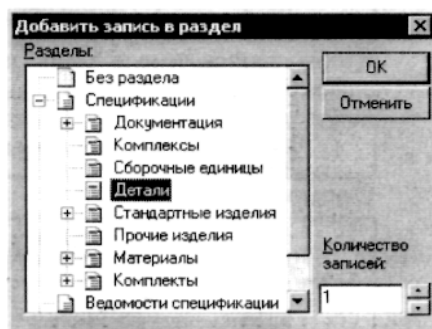 Добавить запись в раздел
Разделы:
Без раздела
Спецификации
Документация
Комплексы
Сборочные единицы
Детали
Стандартные изделия
Прочие изделия
Материалы
Комплекты
Ведомости спецификации
OK
Отменить
Количество
записей:
1